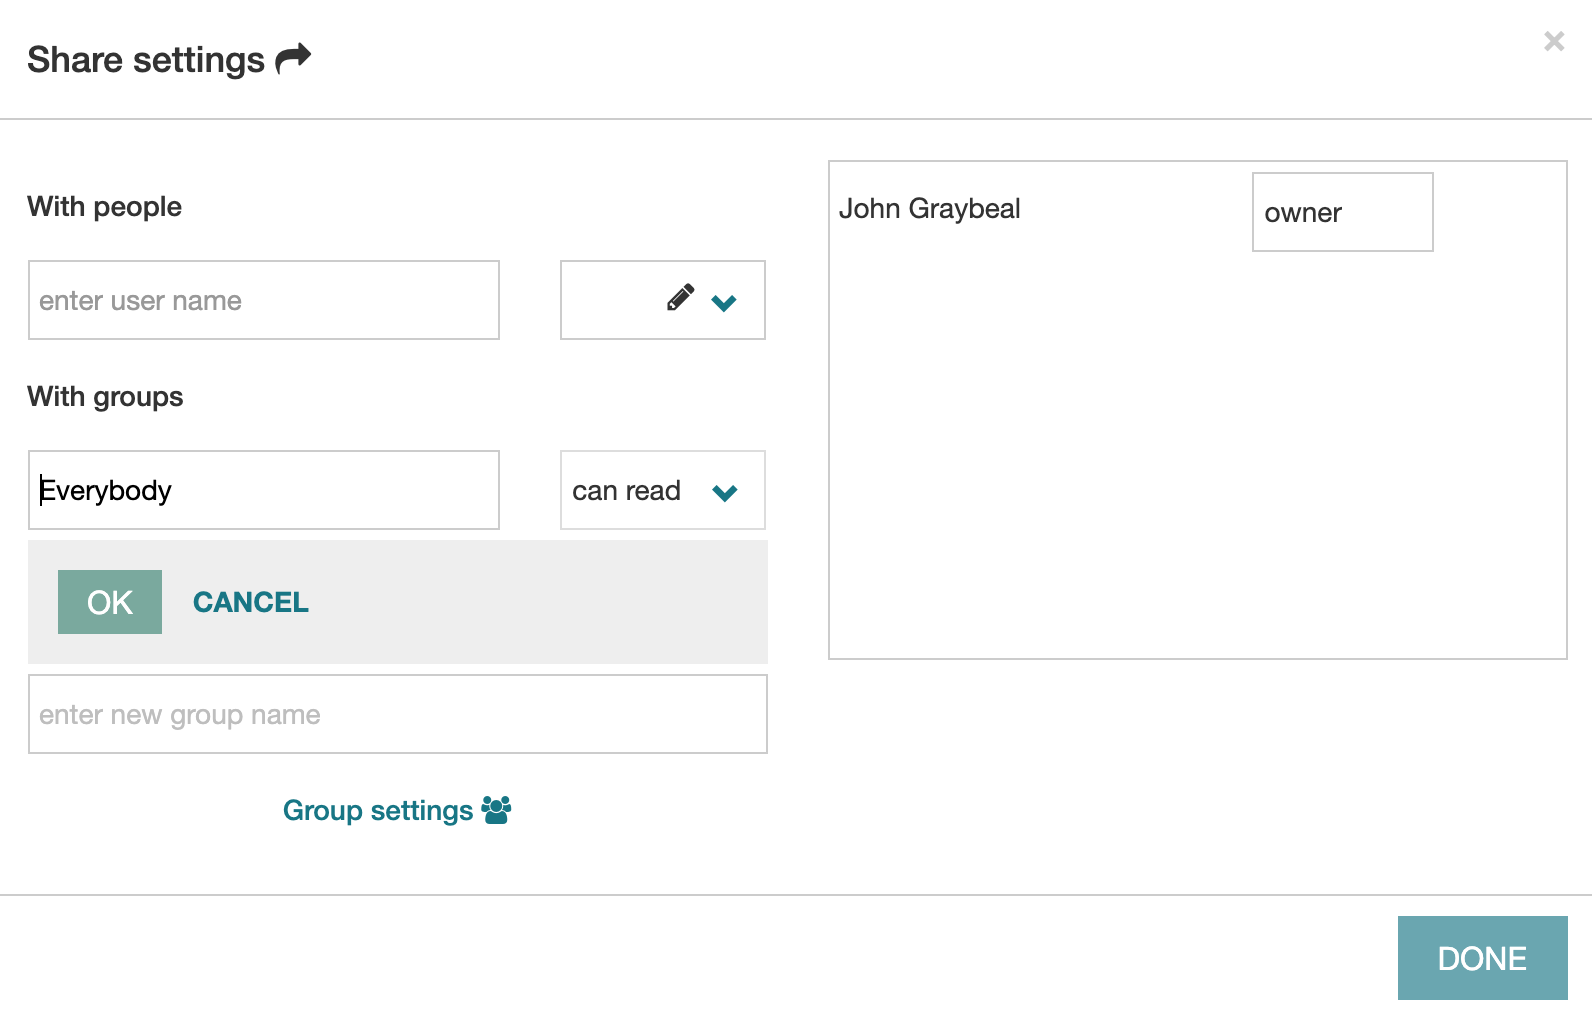 Share settings
×
With people
enter user name
With groups
Everybody
can read
OK
CANCEL
enter new group name
Group settings
John Graybeal
owner
DONE